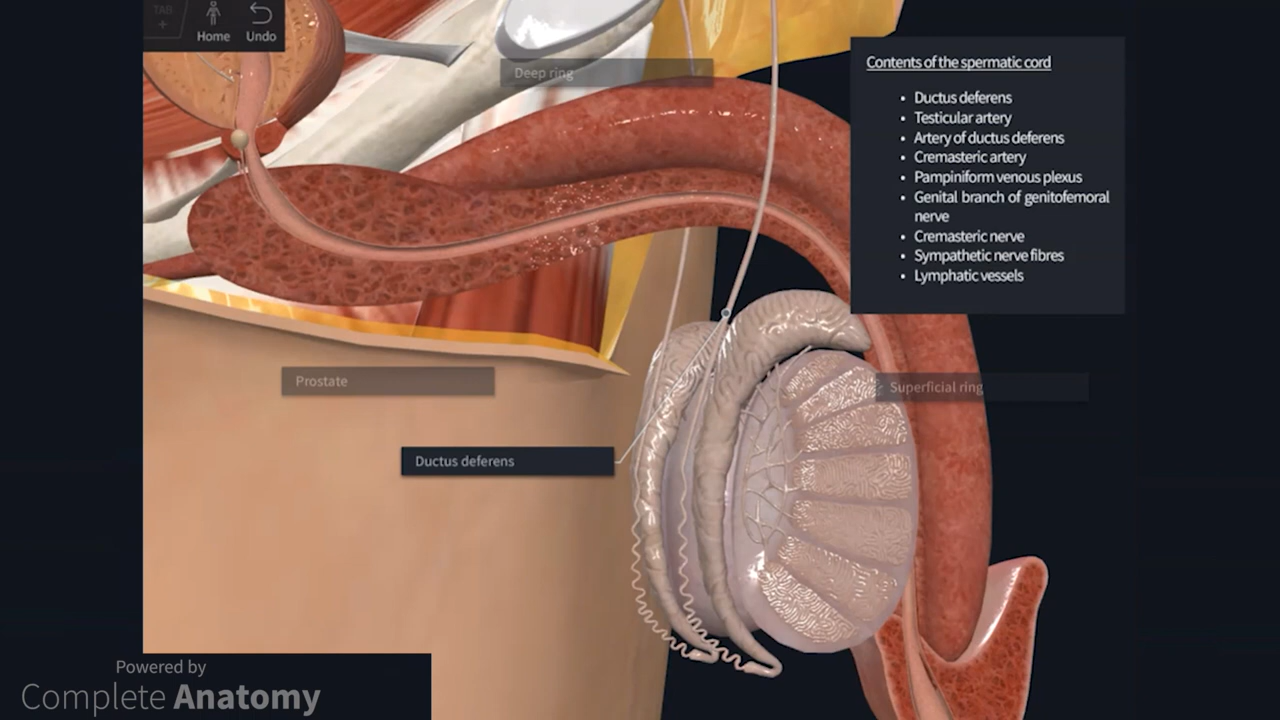 TAB
+
Home Undo
Deep ring
Contents of the spermatic cord
• Ductus deferens
• Testicular artery
• Artery of ductus deferens
• Cremasteric artery
• Pampiniform venous plexus
• Genital branch of genitofemoral
nerve
• Cremasteric nerve
• Sympathetic nerve fibres
• Lymphatic vessels
Prostate
Superficial ring
Ductus deferens
Powered by
Complete Anatomy